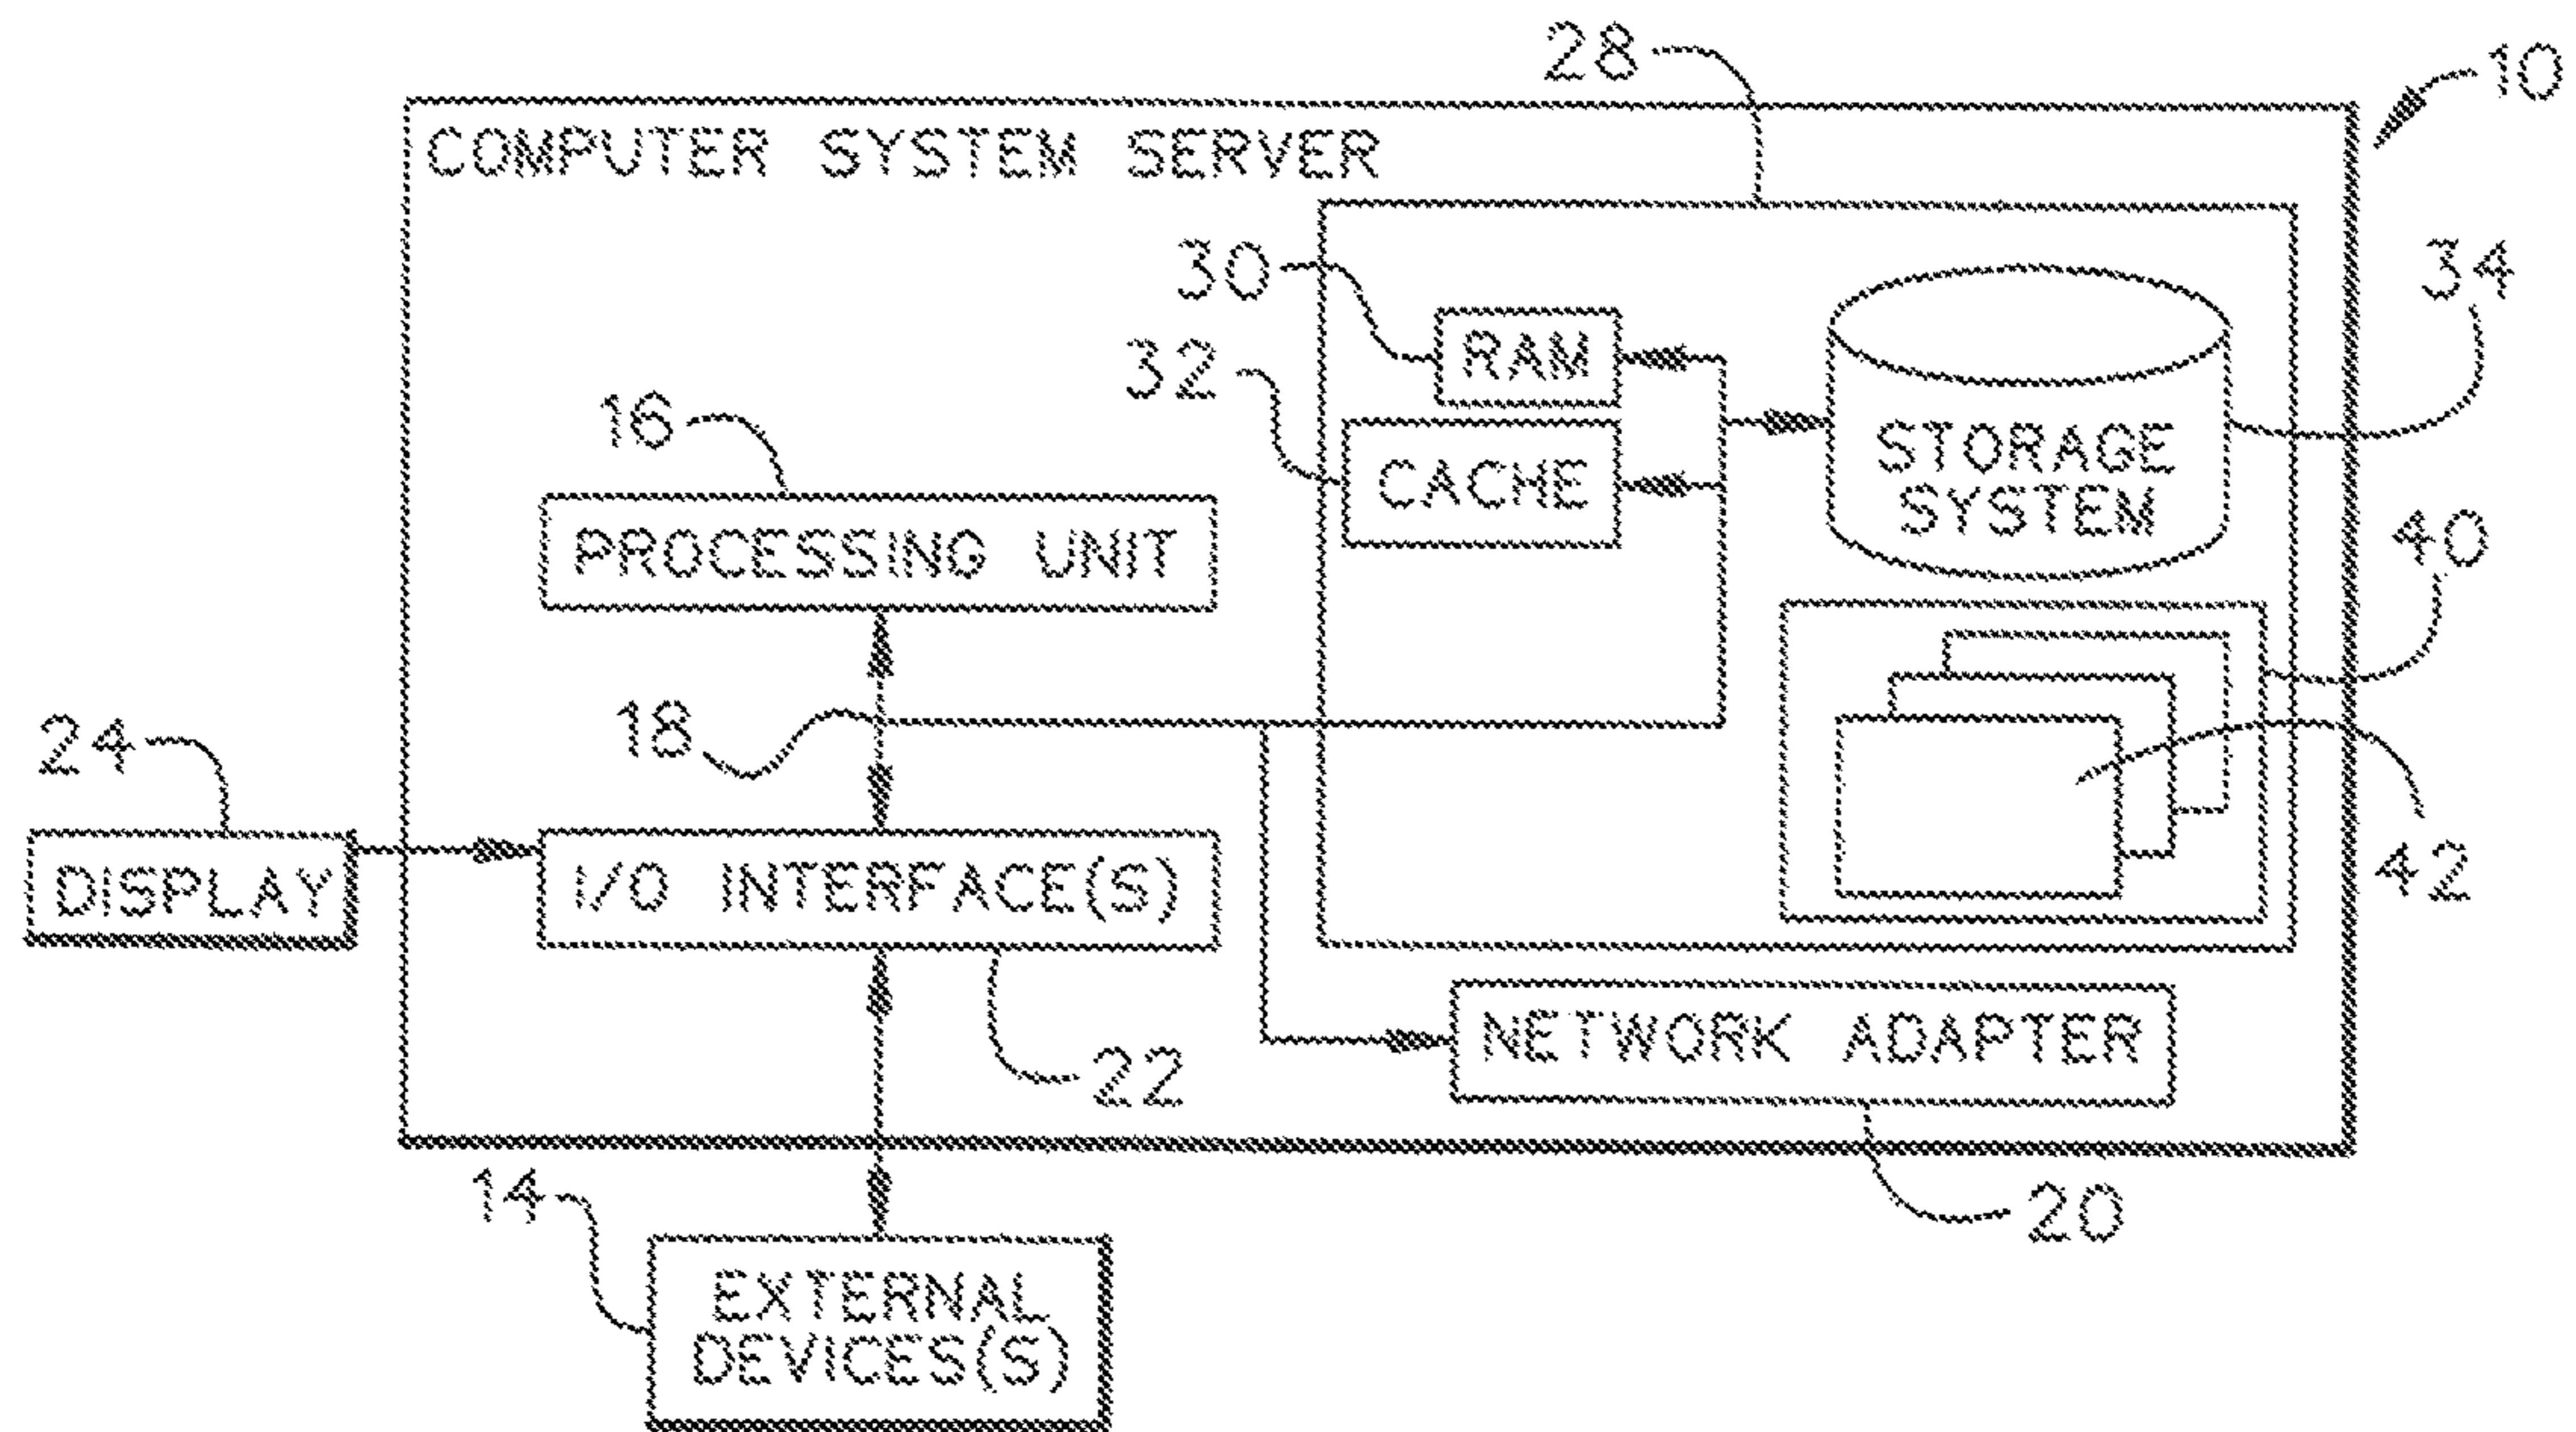 28
10
COMPUTER SYSTEM SERVER
30
34
RAM
32
16
STORAGE
SYSTEM
CACHE
40
PROCESSING UNIT
18
24
42
DISPLAY
I/O INTERFACE(S)
NETWORK ADAPTER
22
14
20
EXTERNAL
DEVICES(S)